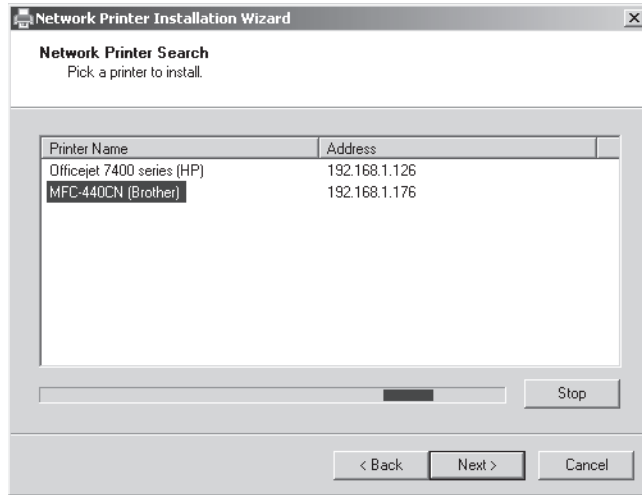 Network Printer Installation Wizard
Network Printer Search
Pick a printer to install.
Printer Name Address
Officejet 7400 series (HP) 192.168.1.126
MFC-440CN (Brother) 192.168.1.176
Stop
< Back Next > Cancel